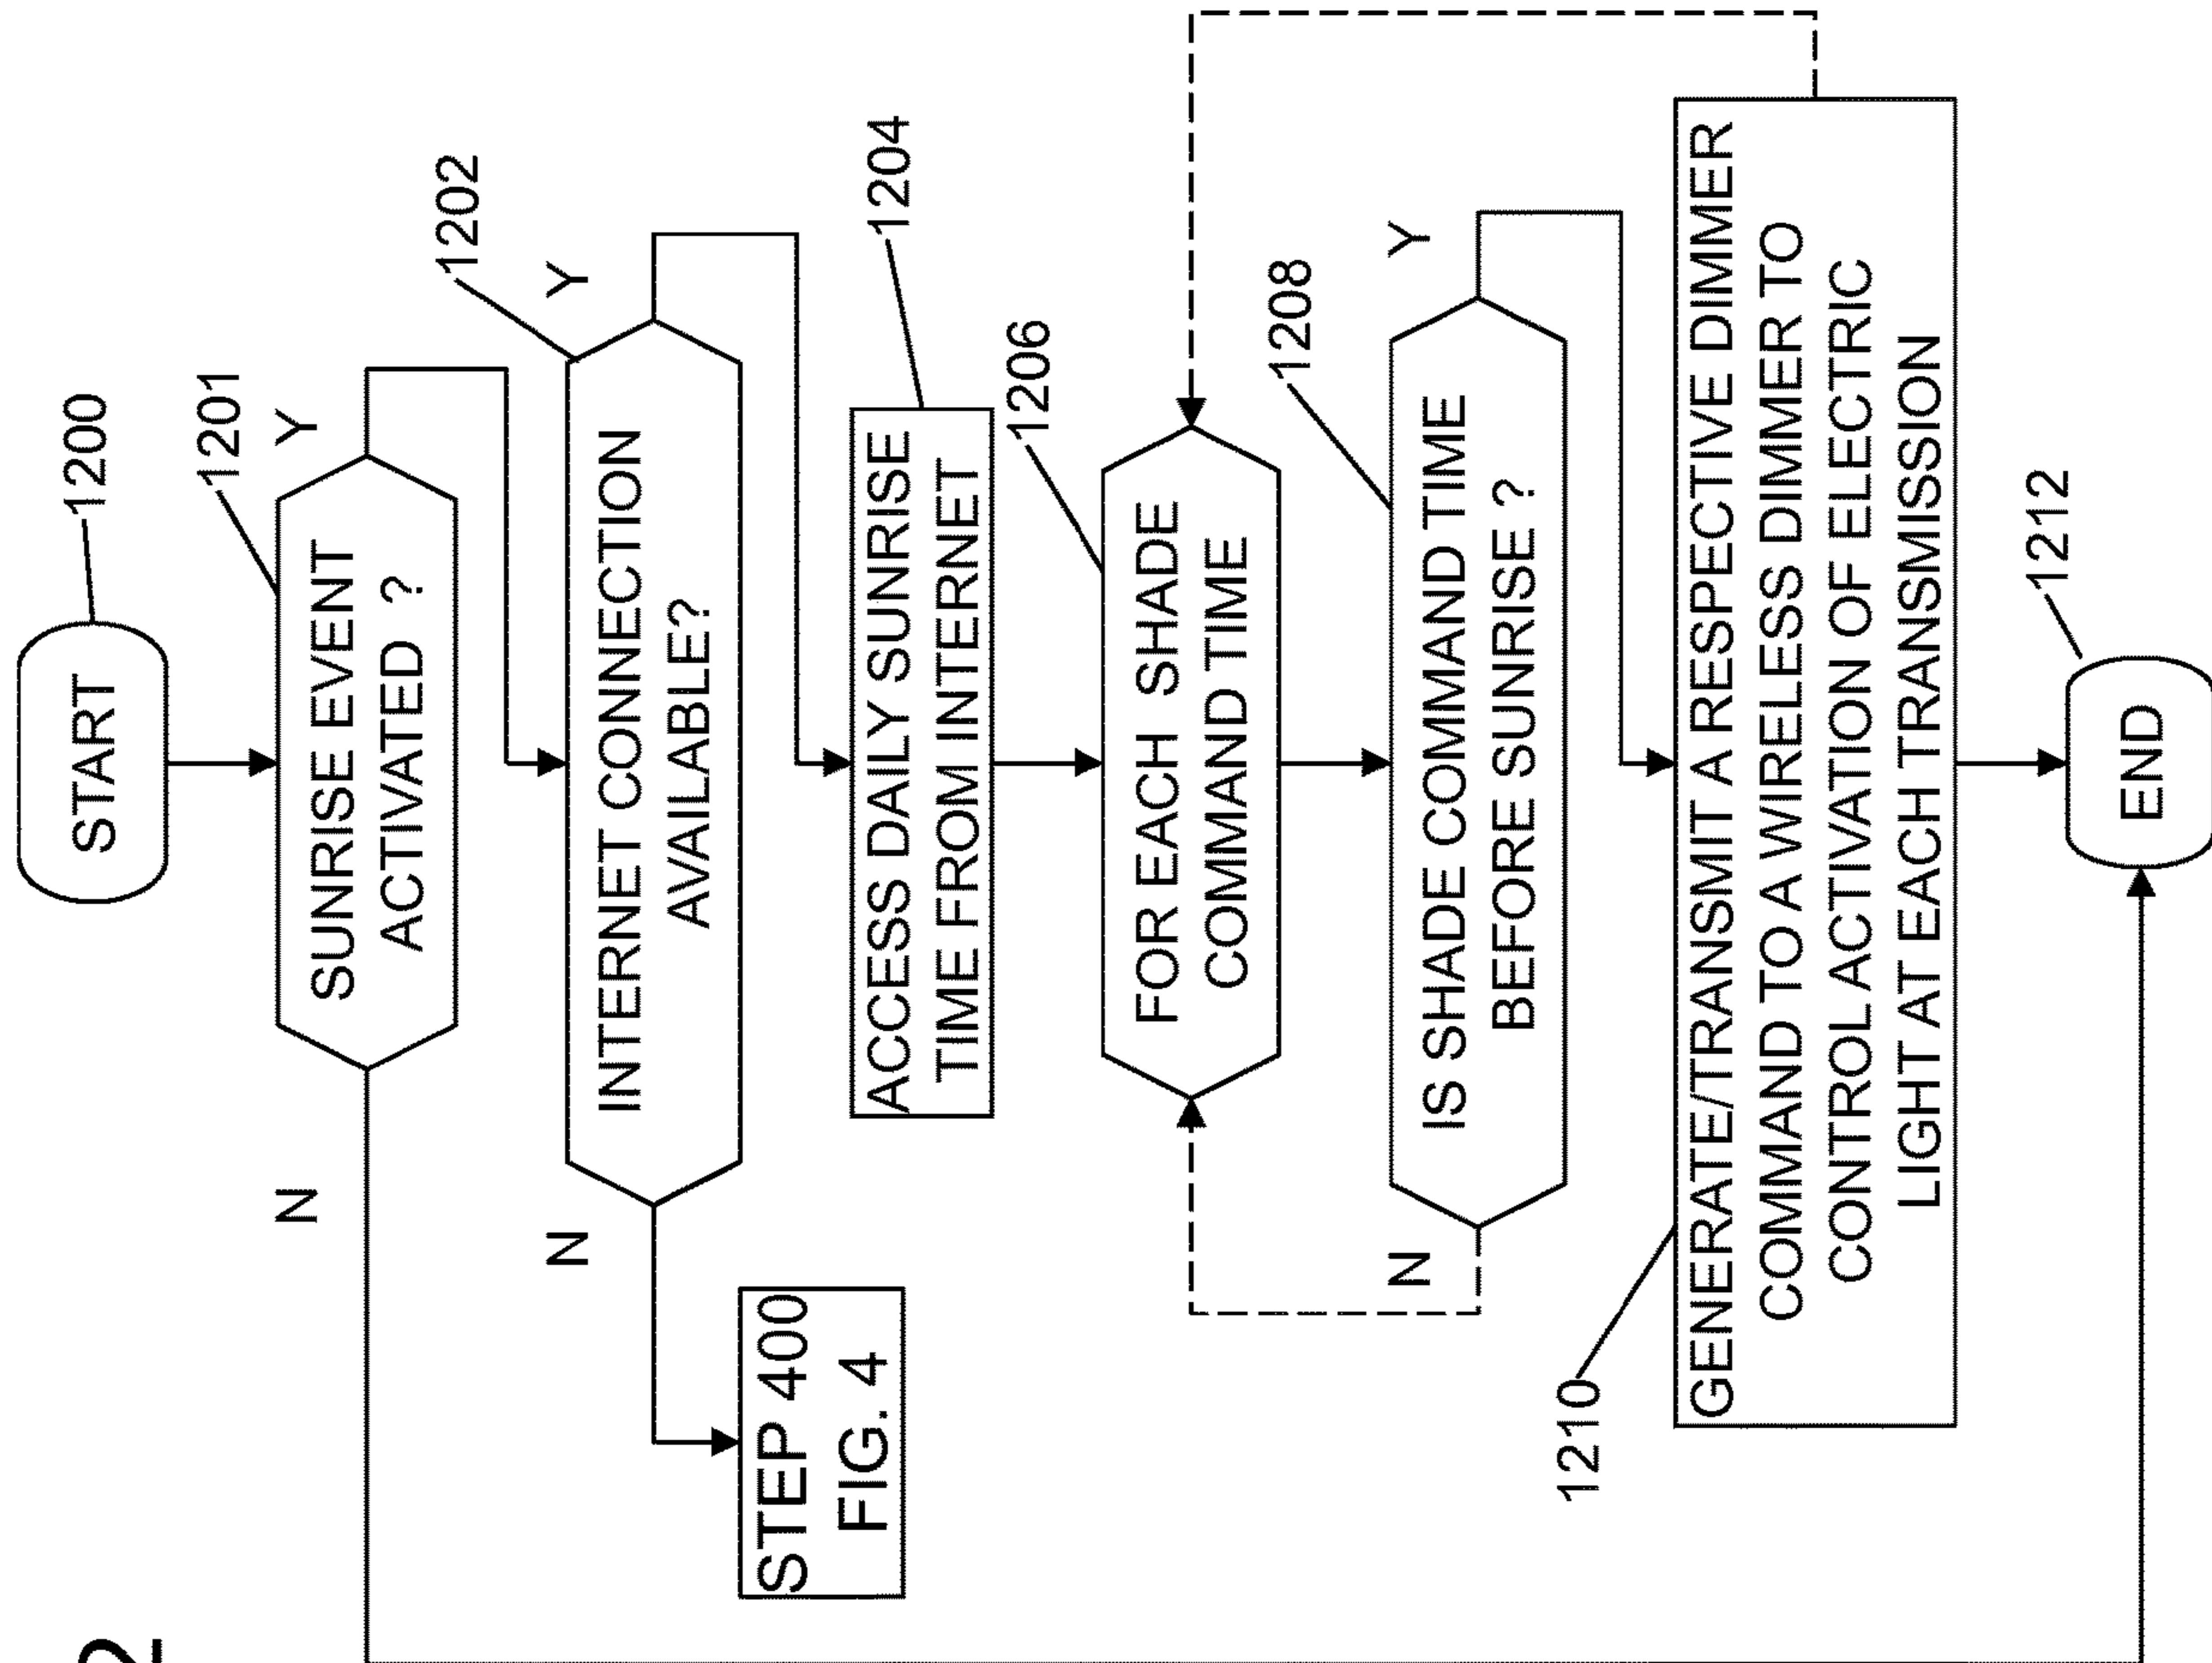 2
START
1200
1201
N
SUNRISE EVENT
ACTIVATED ?
Y
1202
N
INTERNET CONNECTION
AVAILABLE?
Y
STEP 400
FIG. 4
ACCESS DAILY SUNRISE
TIME FROM INTERNET
1204
1206
FOR EACH SHADE
COMMAND TIME
1208
N
IS SHADE COMMAND TIME
BEFORE SUNRISE ?
Y
1210
GENERATE/TRANSMIT A RESPECTIVE DIMMER
COMMAND TO A WIRELESS DIMMER TO
CONTROL ACTIVATION OF ELECTRIC
LIGHT AT EACH TRANSMISSION
1212
END